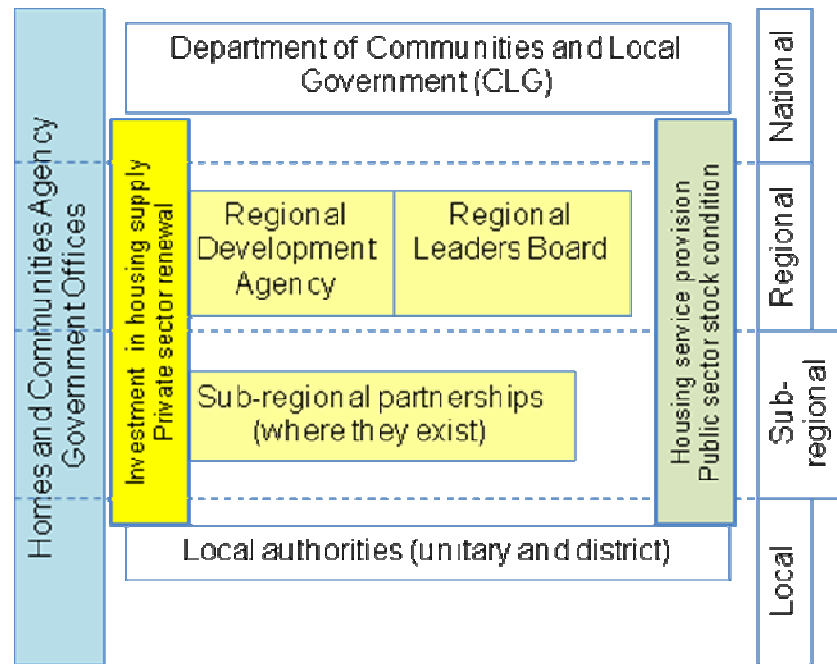 Department of Communities and Local
Government (CLG)
National
Homes and Communities Agency
Government Offices
Investment in housing supply
Private sector renewal
Regional
Development
Agency
Regional
Leaders Board
Housing service provision
Public sector stock condition
Regional
Sub-regional partnerships
(where they exist)
Sub-
regional
Local authorities (unitary and district)
Local